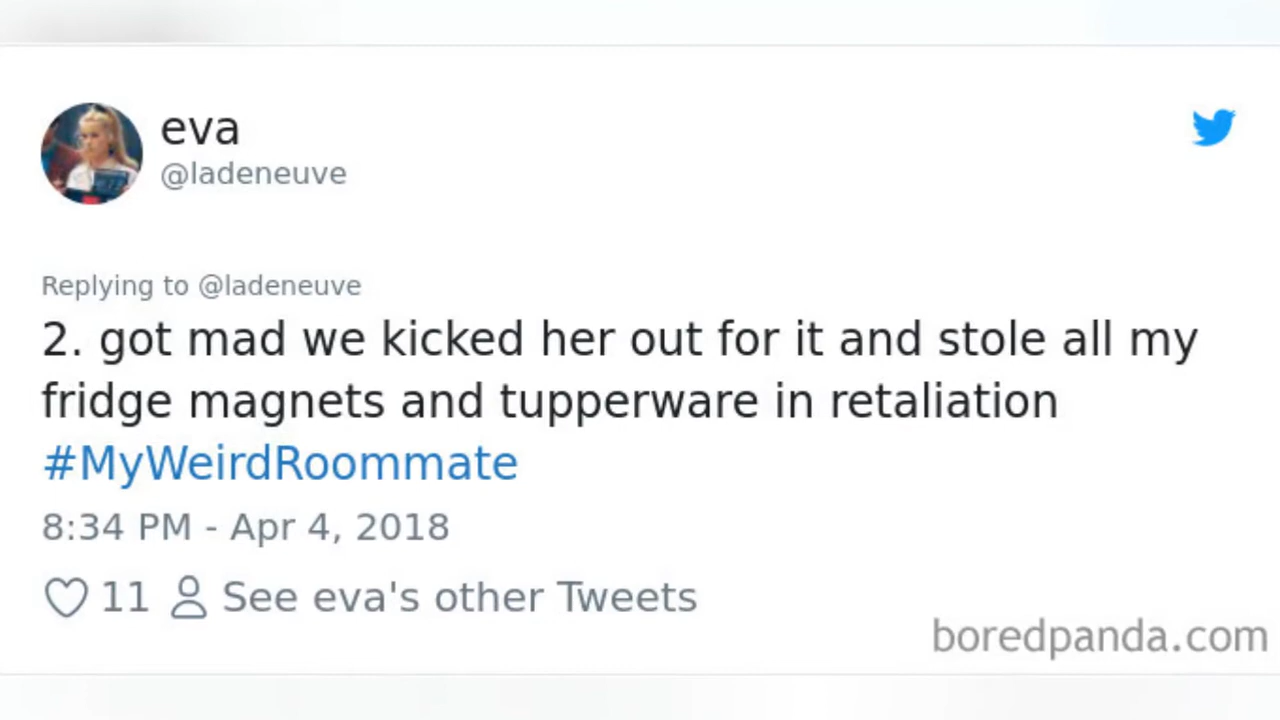 eva
@ladeneuve
Replying to @ladeneuve
2. got mad we kicked her out for it and stole all my
fridge magnets and tupperware in retaliation
#MyWeirdRoommate
8:34 PM - Apr 4, 2018
11 See eva's other Tweets
boredpanda.com